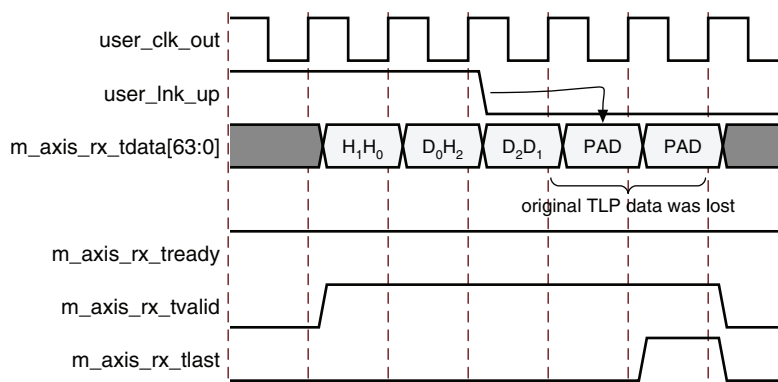 user_clk_out
user_lnk_up
m_axis_rx_tdata[63:0]
H1H0 D0H2 D2D1 PAD PAD
original TLP data was lost
m_axis_rx_tready
m_axis_rx_tvalid
m_axis_rx_tlast